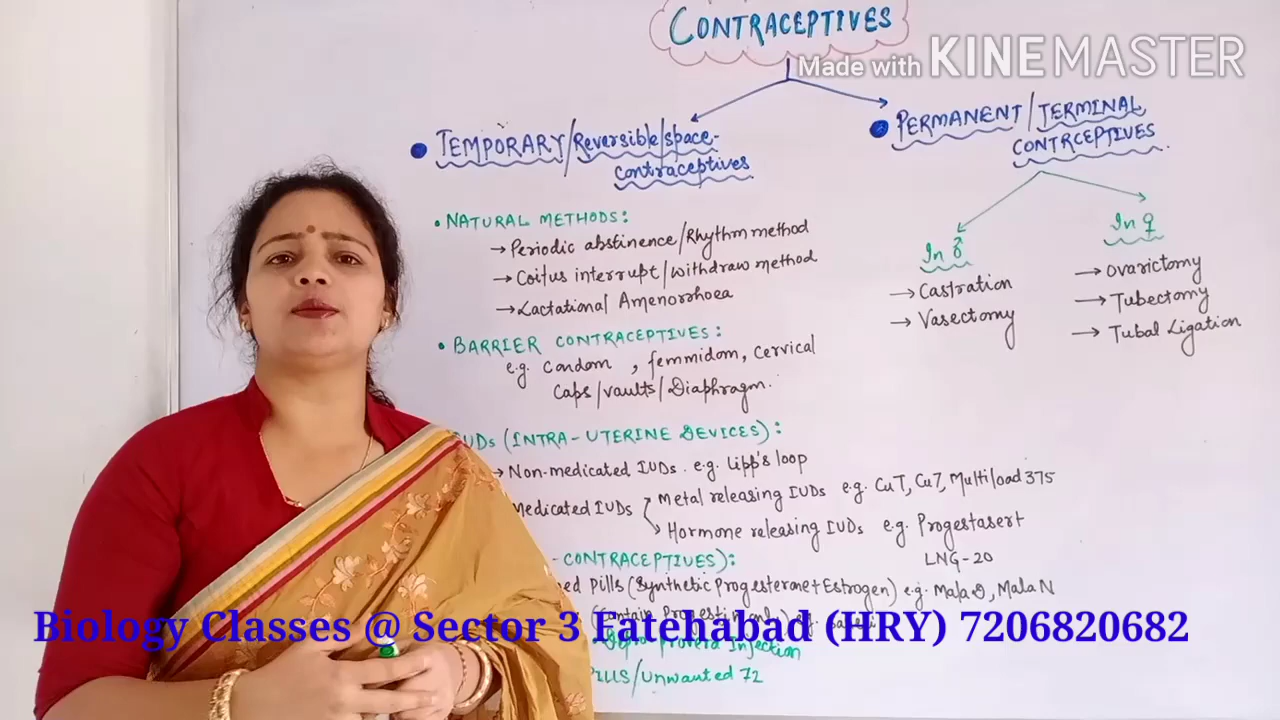 CONTRACEPTIVES
Made with KINEMASTER
TEMPORARY/Reversible/space-
contraceptives
PERMANENT/TERMINAL
CONTRCEPTIVES
• NATURAL METHODS:
→ Periodic abstinence/Rhythm method
→ Coitus interrupt/withdraw method
→ Lactational Amenorrhoea
In ♂
→ Castration
→ Vasectomy
In ♀
→ Ovarictomy
→ Tubectomy
→ Tubal Ligation
• BARRIER CONTRACEPTIVES:
e.g. Condom , femmidom, Cervical
Caps/vaults/Diaphragm.
UDs (INTRA-UTERINE DEVICES):
→ Non-medicated IUDs. e.g. Lipp's loop
Medicated IUDs
Metal releasing IUDs e.g. CuT, Cu7, Multiload 375
Hormone releasing IUDs e.g. Progestasert
LNG-20
- CONTRACEPTIVES):
Pills (Synthetic Progesterone+Estrogen) e.g. Mala D, Mala N
Biology Classes @ Sector 3 Fatehabad (HRY) 7206820682
Provera Injection
PILLS/Unwanted 72